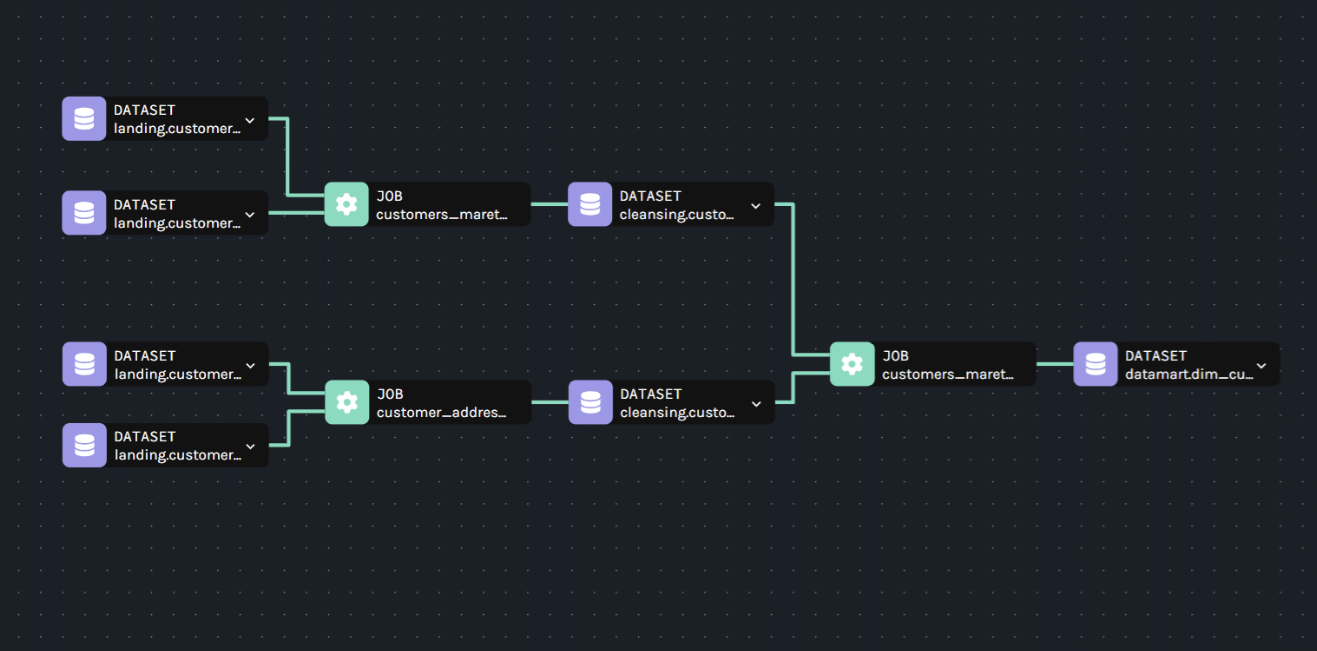 DATASET
landing.customer...
DATASET
landing.customer...
JOB
customers_maret...
DATASET
cleansing.custo...
DATASET
landing.customer...
DATASET
landing.customer...
JOB
customer_addres...
DATASET
cleansing.custo...
JOB
customers_maret...
DATASET
datamart.dim_cu...